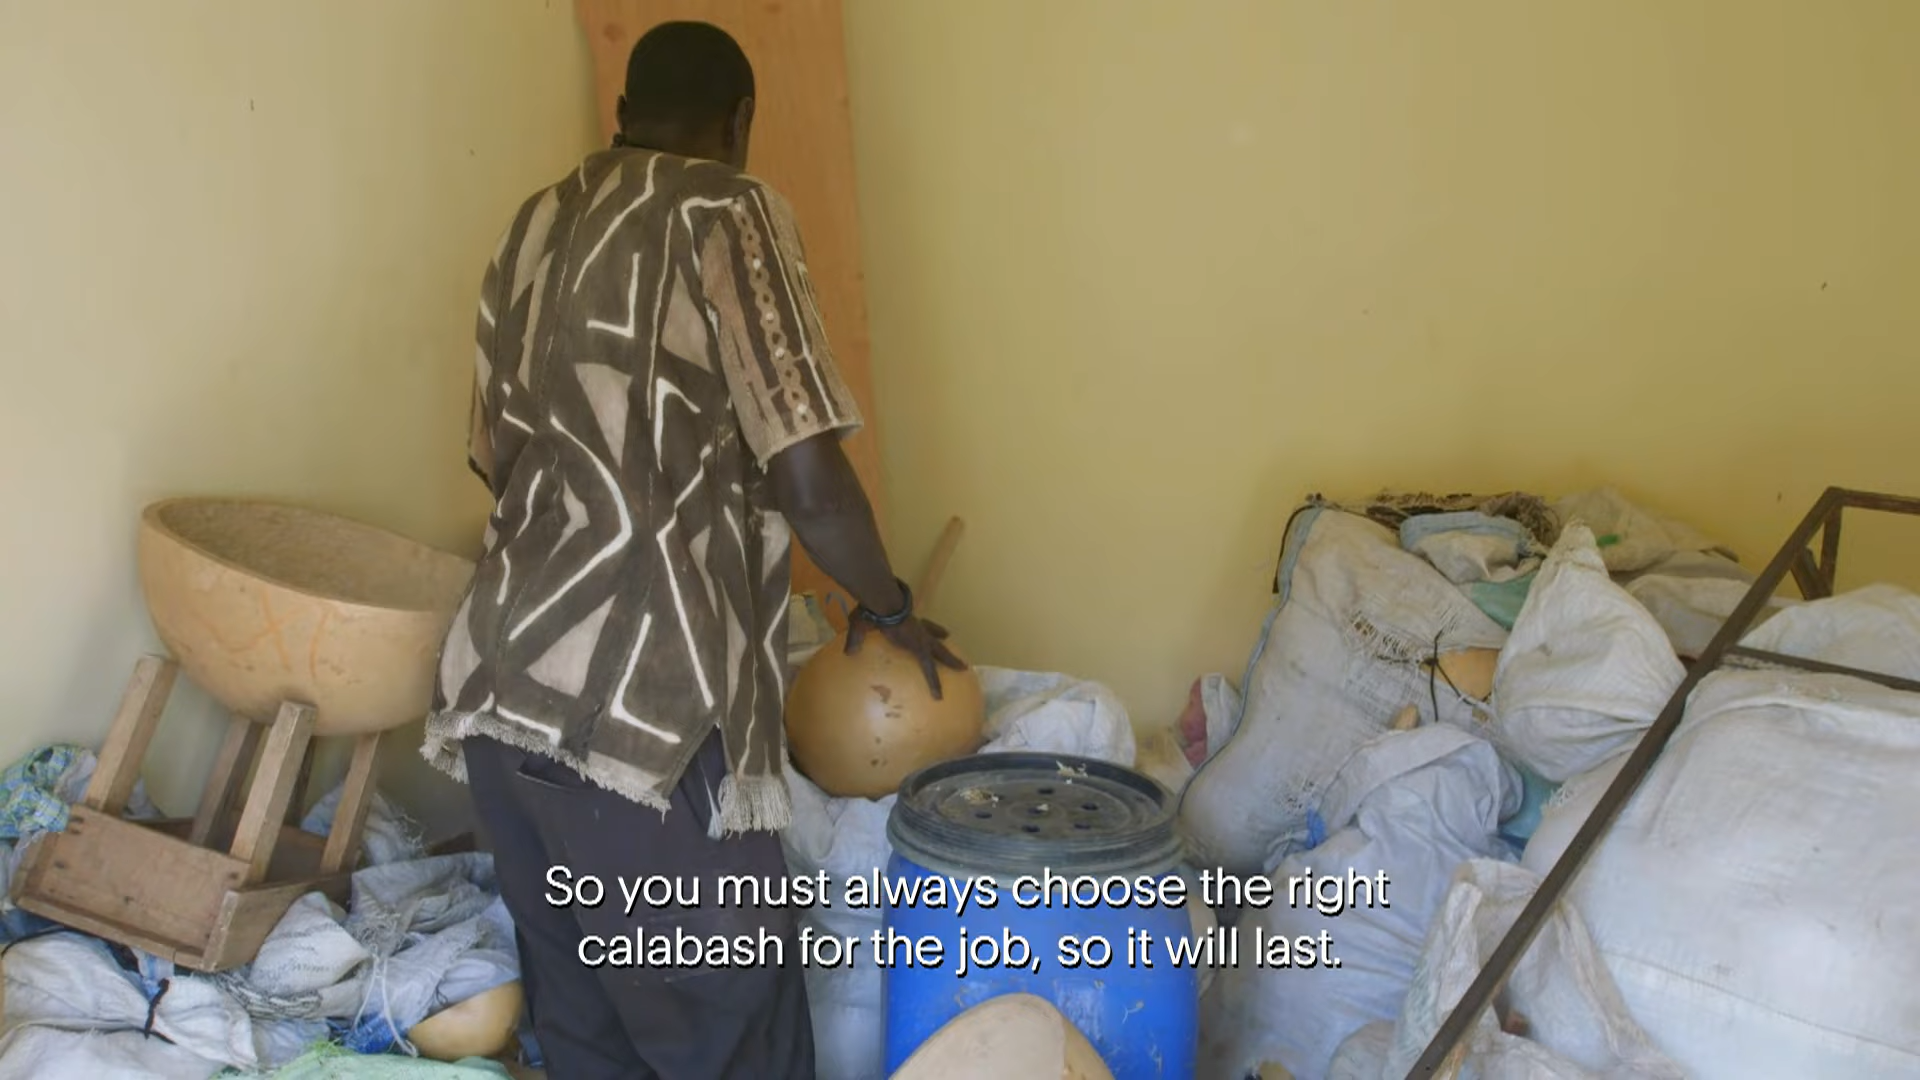 So you must always choose the right
calabash for the job, so it will last.